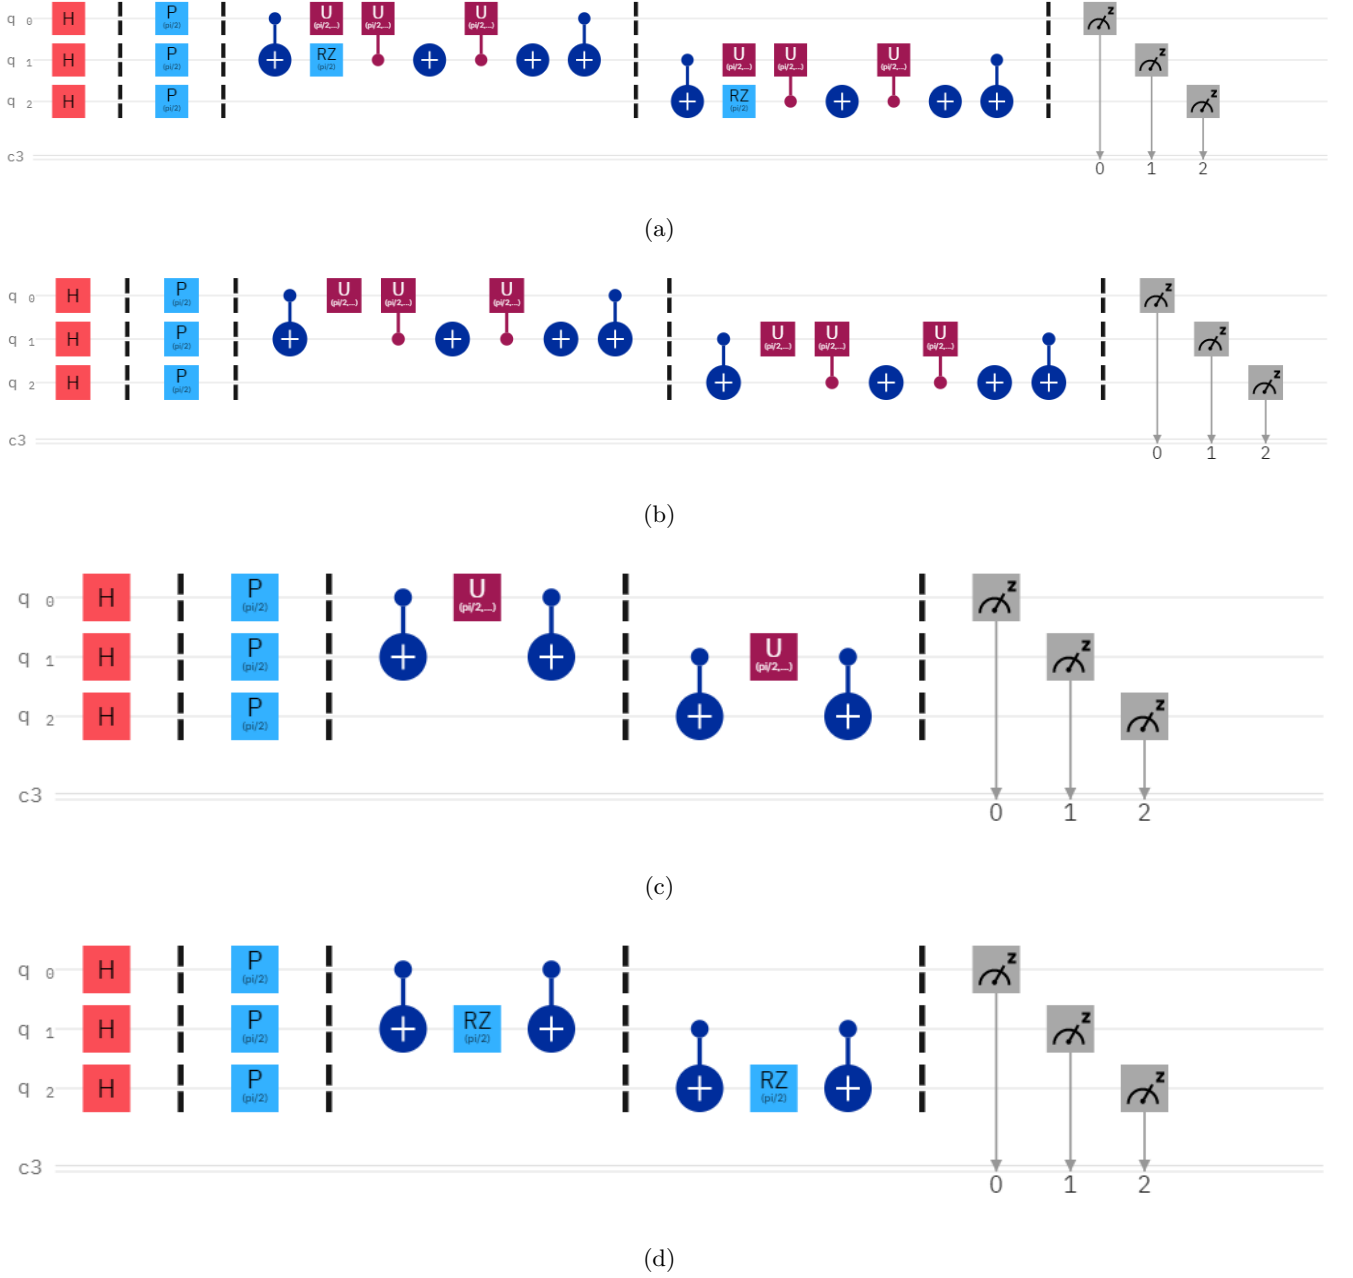 U U U
(pi/2,...) (pi/2,...) (pi/2,...)
q 0 H P z
(pi/2)
U U U
(pi/2,...) (pi/2,...) (pi/2,...)
q 1 H P RZ z
(pi/2) (pi/2)
q 2 H P RZ z
(pi/2) (pi/2)
c3
0 1 2
(a)
q 0 H P U U U z
(pi/2) (pi/2,...) (pi/2,...) (pi/2,...)
q 1 H P U U U z
(pi/2) (pi/2,...) (pi/2,...) (pi/2,...)
q 2 H P z
(pi/2)
c3
0 1 2
(b)
q 0 H P U z
(pi/2) (pi/2,...)
q 1 H P U z
(pi/2) (pi/2,...)
q 2 H P z
(pi/2)
c3
0 1 2
(c)
q 0 H P z
(pi/2)
q 1 H P RZ z
(pi/2) (pi/2)
q 2 H P RZ z
(pi/2) (pi/2)
c3
0 1 2
(d)